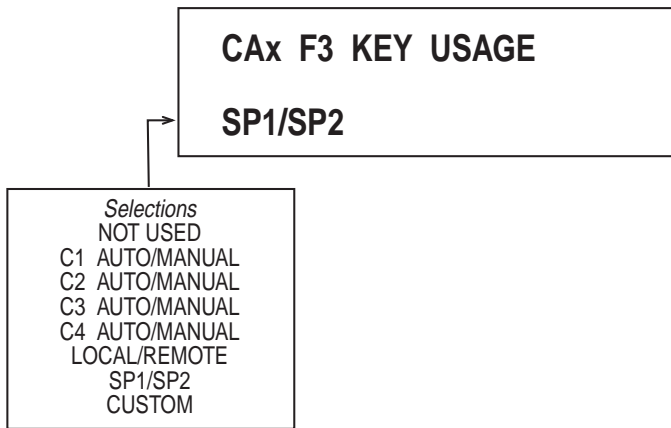 CAx F3 KEY USAGE
SP1/SP2
Selections
NOT USED
C1 AUTO/MANUAL
C2 AUTO/MANUAL
C3 AUTO/MANUAL
C4 AUTO/MANUAL
LOCAL/REMOTE
SP1/SP2
CUSTOM